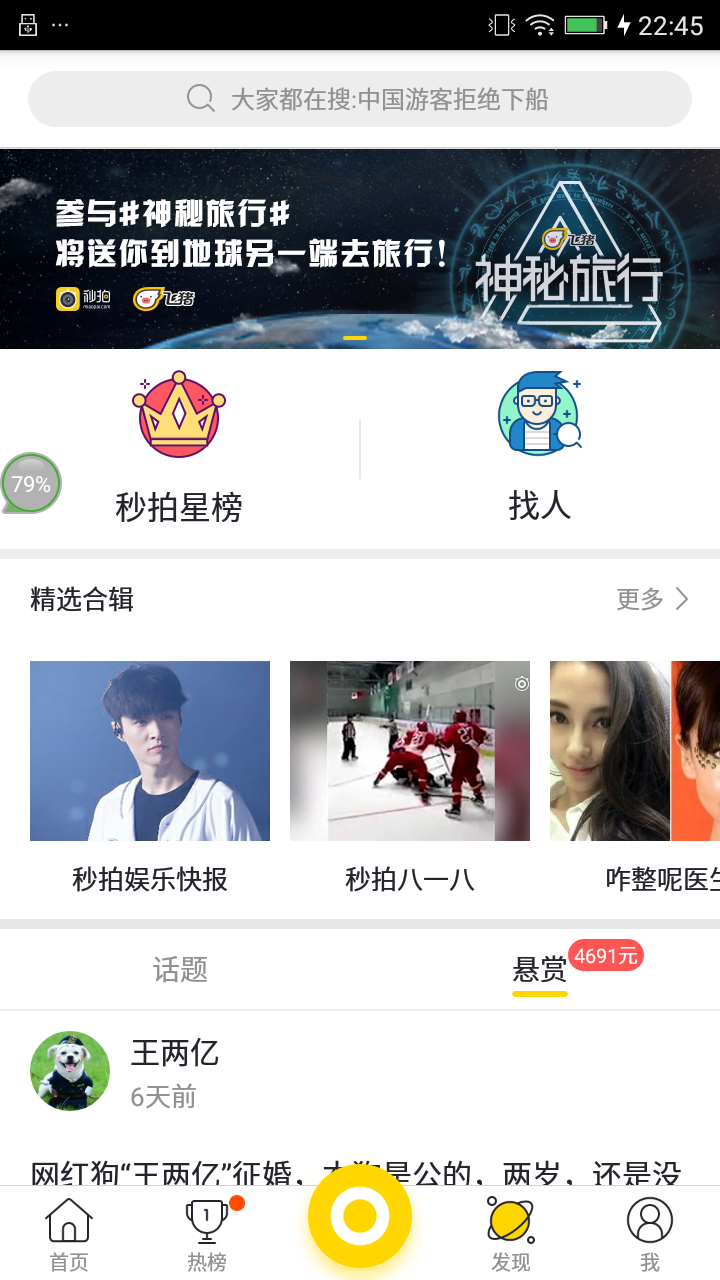 22:45
大家都在搜:中国游客拒绝下船
参与#神秘旅行#
将送你到地球另一端去旅行!
秒拍
miaopai.com
飞猪
飞猪
神秘旅行
79%
秒拍星榜
找人
精选合辑
更多
秒拍娱乐快报
秒拍八一八
咋整呢医生
话题
悬赏
4691元
王两亿
6天前
网红狗“王两亿”征婚，本狗是公的，两岁，还是没
1
首页
热榜
发现
我